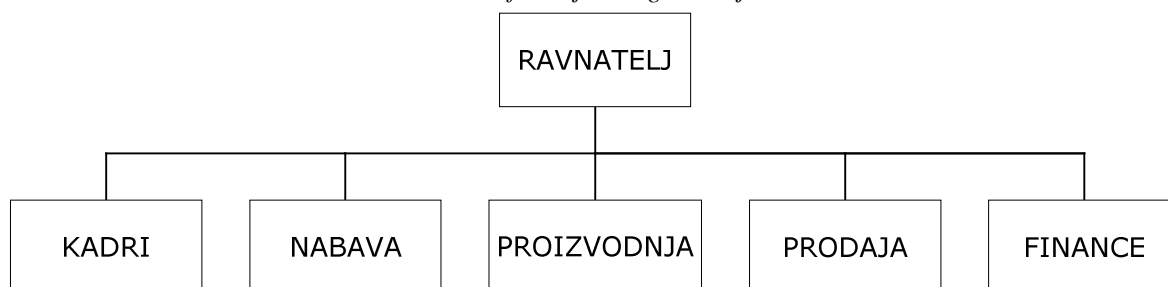 RAVNATELJ
KADRI
NABAVA
PROIZVODNJA
PRODAJA
FINANCE